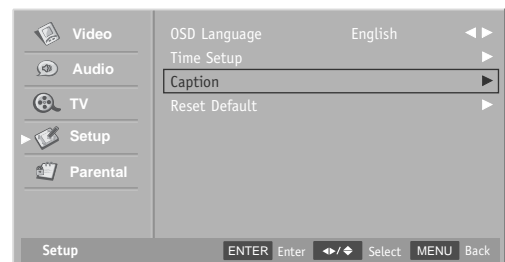 Video
Audio
TV
Setup
Parental
OSD Language English
Time Setup
Caption
Reset Default
Setup ENTER Enter Select MENU Back